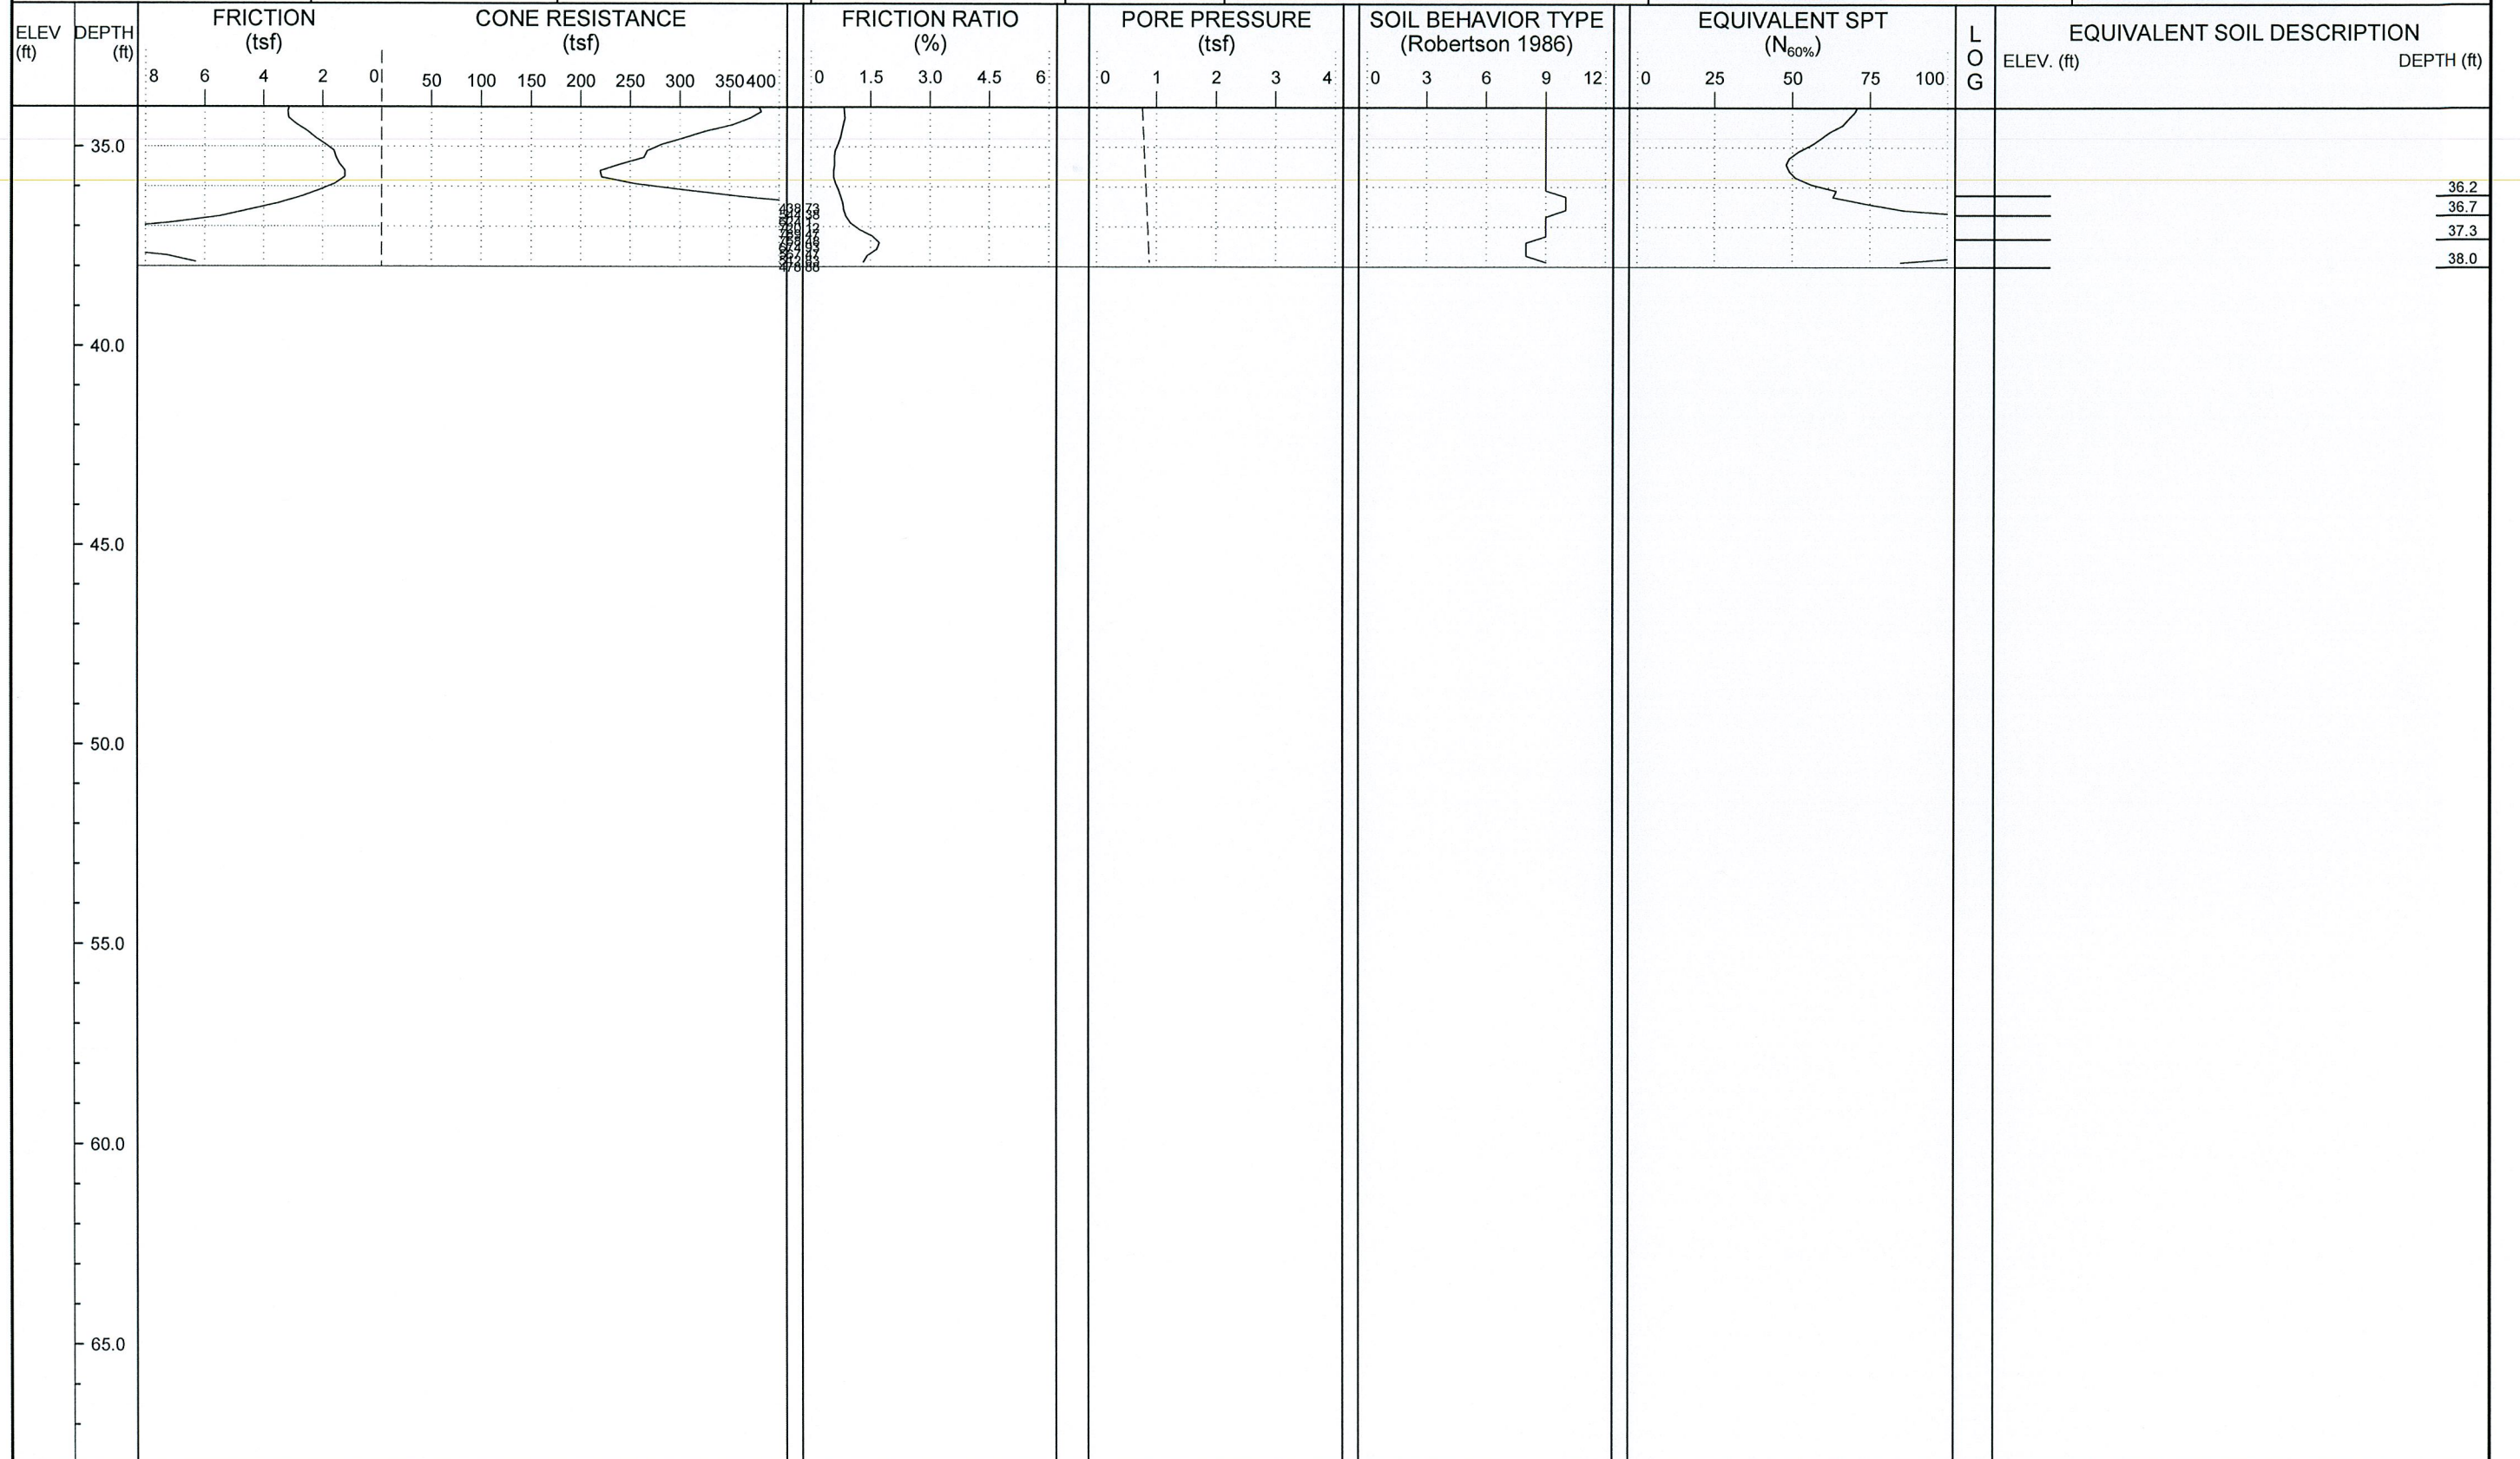 ELEV
(ft)
DEPTH
(ft)
FRICTION
(tsf)
8 6 4 2 0
CONE RESISTANCE
(tsf)
50 100 150 200 250 300 350 400
FRICTION RATIO
(%)
0 1.5 3.0 4.5 6
PORE PRESSURE
(tsf)
0 1 2 3 4
SOIL BEHAVIOR TYPE
(Robertson 1986)
0 3 6 9 12
EQUIVALENT SPT
(N60%)
0 25 50 75 100
L
O
G
EQUIVALENT SOIL DESCRIPTION
ELEV. (ft) DEPTH (ft)
35.0
36.2
438.73
36.7
37.3
38.0
40.0
45.0
50.0
55.0
60.0
65.0